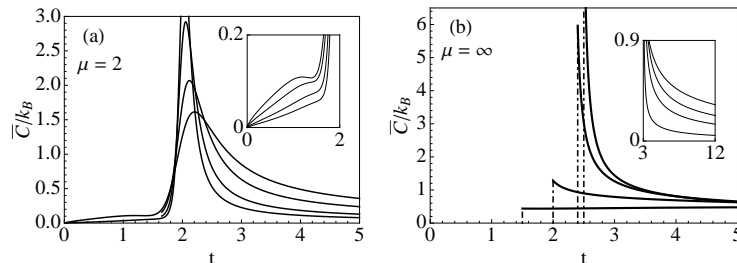 (a)
μ = 2
C̅/k_B
3.0
2.5
2.0
1.5
1.0
0.5
0.0
0 1 2 3 4 5
t
0.2
0
0 2
(b)
μ = ∞
C̅/k_B
6
5
4
3
2
1
0
0 1 2 3 4 5
t
0.9
0
3 12